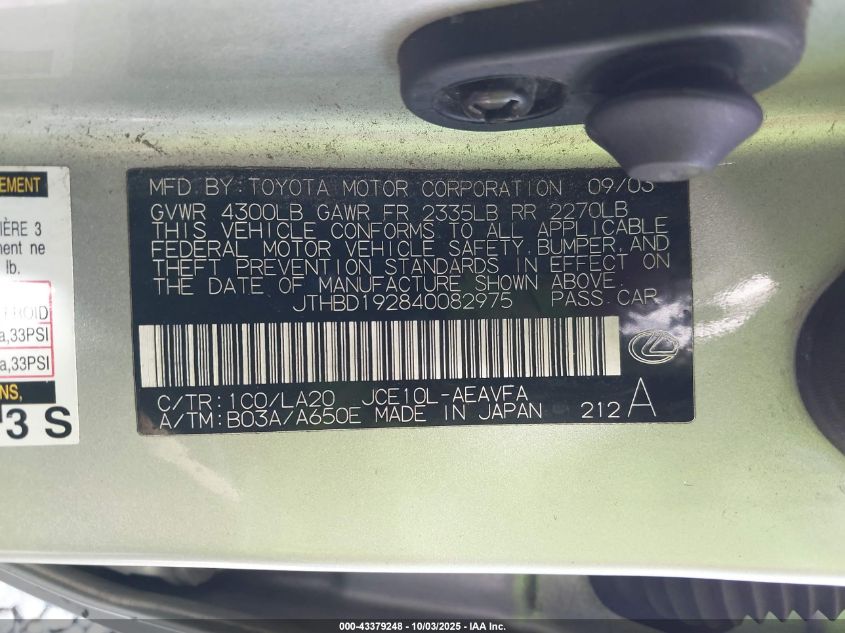 EMENT
IÈRE 3
ment ne
lb.
FROID
a,33PSI
a,33PSI
NS,
3 S
MFD BY: TOYOTA MOTOR CORPORATION 09/03
GVWR 4300LB GAWR FR 2335LB RR 2270LB
THIS VEHICLE CONFORMS TO ALL APPLICABLE
FEDERAL MOTOR VEHICLE SAFETY, BUMPER, AND
THEFT PREVENTION STANDARDS IN EFFECT ON
THE DATE OF MANUFACTURE SHOWN ABOVE.
JTHBD192840082975 PASS. CAR
C/TR: 1C0/LA20 JCE10L-AEAVFA
A/TM: B03A/A650E MADE IN JAPAN 212 A
000-43379248 - 10/03/2025 - IAA Inc.